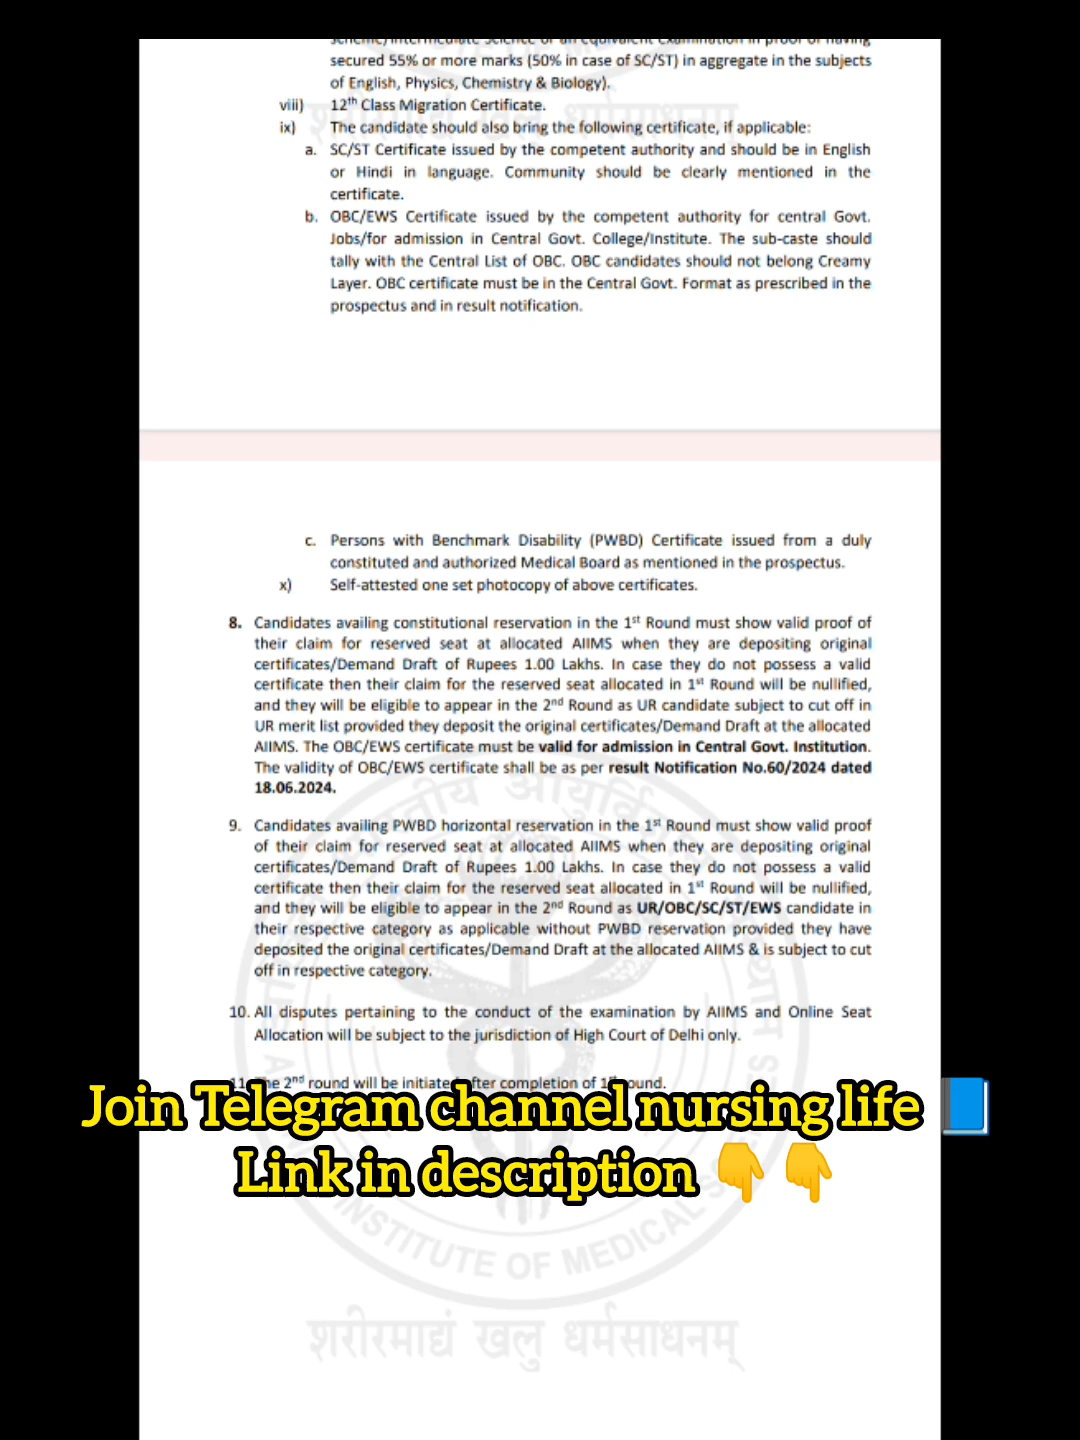 secured 55% or more marks (50% in case of SC/ST) in aggregate in the subjects
of English, Physics, Chemistry & Biology).
viii) 12th Class Migration Certificate.
ix) The candidate should also bring the following certificate, if applicable:
a. SC/ST Certificate issued by the competent authority and should be in English
or Hindi in language. Community should be clearly mentioned in the
certificate.
b. OBC/EWS Certificate issued by the competent authority for central Govt.
Jobs/for admission in Central Govt. College/Institute. The sub-caste should
tally with the Central List of OBC. OBC candidates should not belong Creamy
Layer. OBC certificate must be in the Central Govt. Format as prescribed in the
prospectus and in result notification.
c. Persons with Benchmark Disability (PWBD) Certificate issued from a duly
constituted and authorized Medical Board as mentioned in the prospectus.
x) Self-attested one set photocopy of above certificates.
8. Candidates availing constitutional reservation in the 1st Round must show valid proof of
their claim for reserved seat at allocated AIIMS when they are depositing original
certificates/Demand Draft of Rupees 1.00 Lakhs. In case they do not possess a valid
certificate then their claim for the reserved seat allocated in 1st Round will be nullified,
and they will be eligible to appear in the 2nd Round as UR candidate subject to cut off in
UR merit list provided they deposit the original certificates/Demand Draft at the allocated
AIIMS. The OBC/EWS certificate must be valid for admission in Central Govt. Institution.
The validity of OBC/EWS certificate shall be as per result Notification No.60/2024 dated
18.06.2024.
9. Candidates availing PWBD horizontal reservation in the 1st Round must show valid proof
of their claim for reserved seat at allocated AIIMS when they are depositing original
certificates/Demand Draft of Rupees 1.00 Lakhs. In case they do not possess a valid
certificate then their claim for the reserved seat allocated in 1st Round will be nullified,
and they will be eligible to appear in the 2nd Round as UR/OBC/SC/ST/EWS candidate in
their respective category as applicable without PWBD reservation provided they have
deposited the original certificates/Demand Draft at the allocated AIIMS & is subject to cut
off in respective category.
10. All disputes pertaining to the conduct of the examination by AIIMS and Online Seat
Allocation will be subject to the jurisdiction of High Court of Delhi only.
2nd round will be completion of
Join Telegram channel nursing life 📘
Link in description 👇👇
INSTITUTE OF MEDICAL
शरीरमाद्यं खलु धर्मसाधनम्